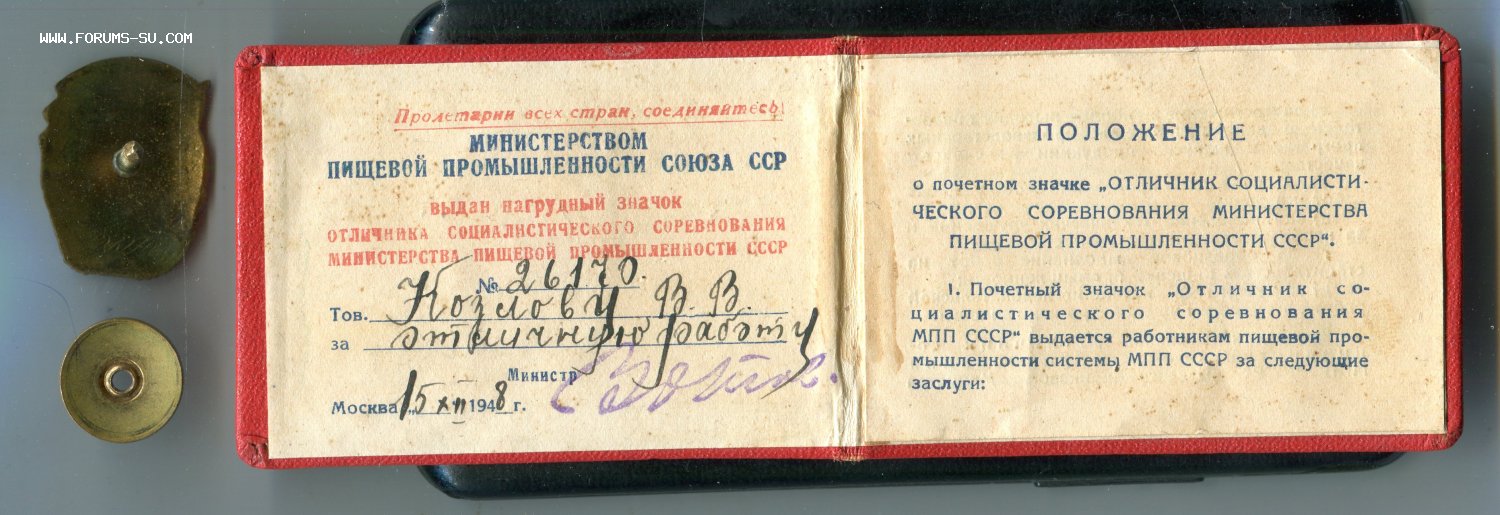 WWW.FORUMS-SU.COM
Пролетарии всех стран, соединяйтесь!
МИНИСТЕРСТВОМ
ПИЩЕВОЙ ПРОМЫШЛЕННОСТИ СОЮЗА ССР
выдан нагрудный значок
ОТЛИЧНИКА СОЦИАЛИСТИЧЕСКОГО СОРЕВНОВАНИЯ
МИНИСТЕРСТВА ПИЩЕВОЙ ПРОМЫШЛЕННОСТИ СССР
№ 26170.
Тов. Козлову В. В.
за отличную работу
Министр
Москва „15 XII 1948 г.
ПОЛОЖЕНИЕ
о почетном значке „ОТЛИЧНИК СОЦИАЛИСТИ-
ЧЕСКОГО СОРЕВНОВАНИЯ МИНИСТЕРСТВА
ПИЩЕВОЙ ПРОМЫШЛЕННОСТИ СССР“.
1. Почетный значок „Отличник со-
циалистического соревнования
МПП СССР“ выдается работникам пищевой про-
мышленности системы МПП СССР за следующие
заслуги: